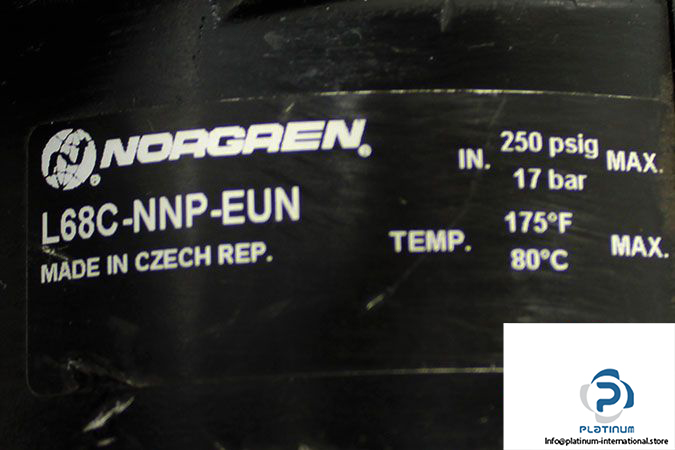 NORGREN®
L68C-NNP-EUN
MADE IN CZECH REP.
IN. 250 psig MAX.
17 bar
TEMP. 175°F MAX.
80°C
PLATINUM
Info@platinum-international.store